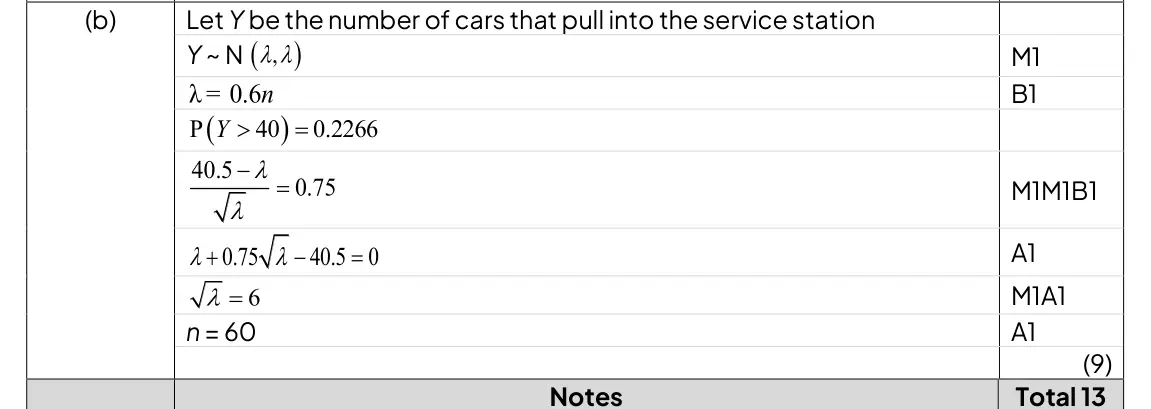 (b) Let Y be the number of cars that pull into the service station
Y ~ N (λ, λ) M1
λ = 0.6n B1
P(Y > 40) = 0.2266
(40.5 − λ)/√λ = 0.75 M1M1B1
λ + 0.75√λ − 40.5 = 0 A1
√λ = 6 M1A1
n = 60 A1
(9)
Notes Total 13